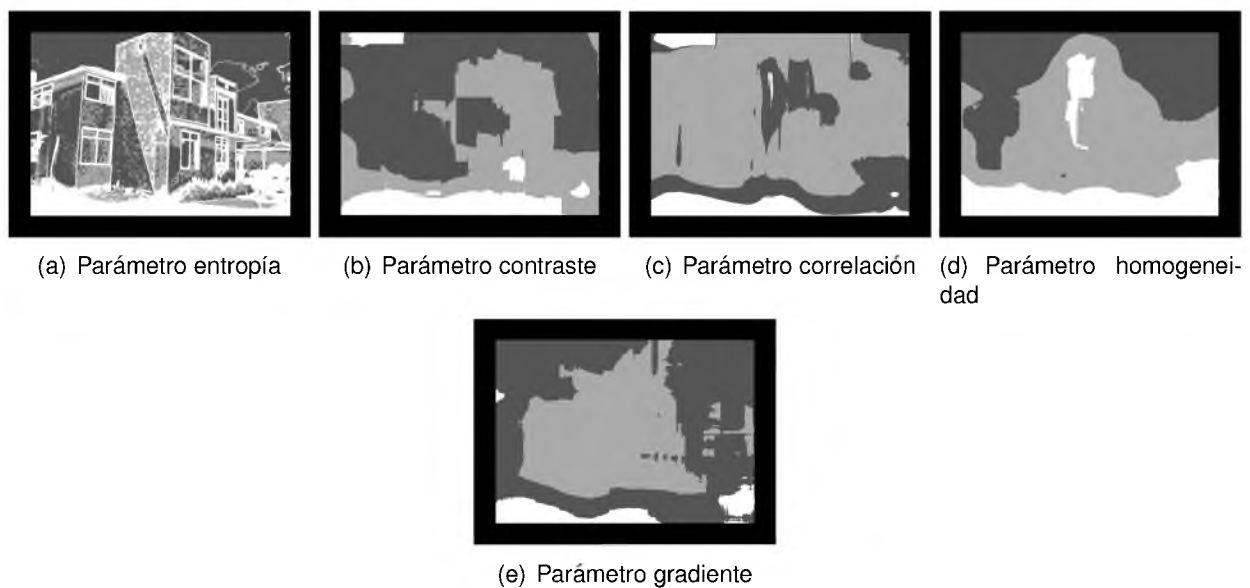 (a) Parámetro entropía
(b) Parámetro contraste
(c) Parámetro correlación
(d) Parámetro homogenei-
dad
(e) Parámetro gradiente